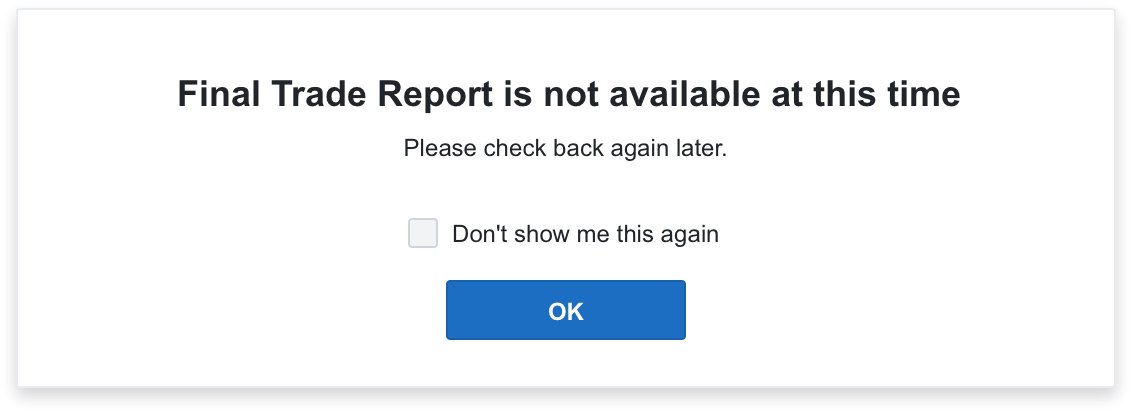 Final Trade Report is not available at this time
Please check back again later.
Don't show me this again
OK